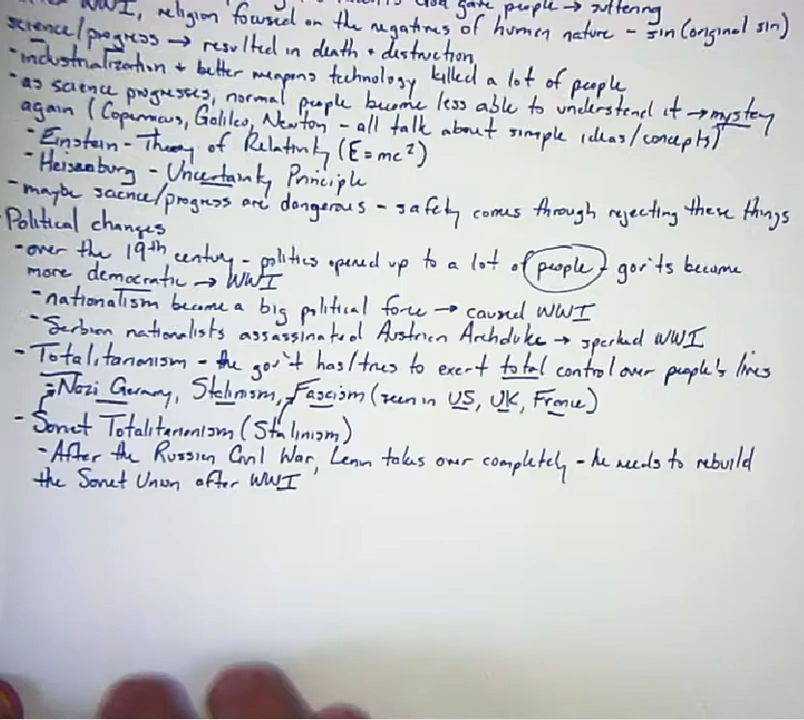 WWI, religion focused on the negatives of human nature - sin (original sin)
science/progress → resulted in death + destruction
- industrialization + better weapons technology killed a lot of people
- as science progresses, normal people become less able to understand it → mystery
again (Copernicus, Galileo, Newton - all talk about simple ideas/concepts)
- Einstein - Theory of Relativity (E=mc²)
- Heisenburg - Uncertainty Principle
- maybe science/progress are dangerous - safety comes through rejecting these things
Political changes
- over the 19th century - politics opened up to a lot of people + gov'ts become
more democratic → WWI
- nationalism became a big political force → caused WWI
- Serbian nationalists assassinated Austrian Archduke → sparked WWI
- Totalitarianism - the gov't has/tries to exert total control over people's lives
- Nazi Germany, Stalinism, Fascism (seen in US, UK, France)
- Soviet Totalitarianism (Stalinism)
- After the Russian Civil War, Lenin takes over completely - he needs to rebuild
the Soviet Union after WWI